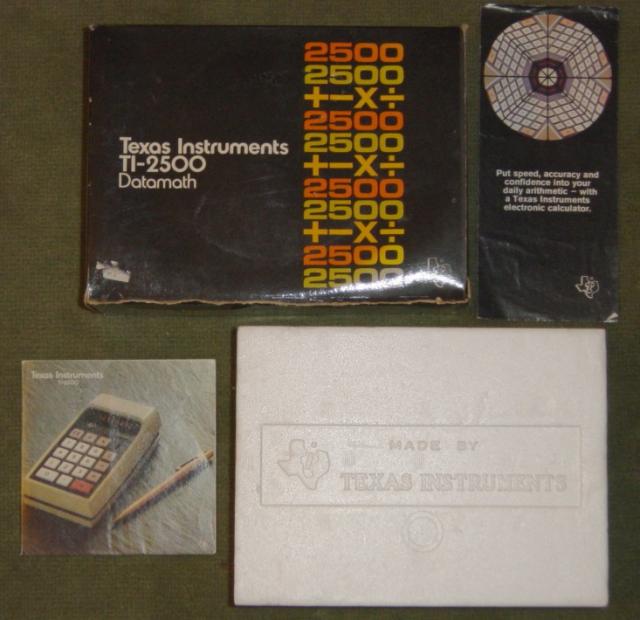 Texas Instruments
TI-2500
Datamath
2500
2500
+−×÷
2500
2500
+−×÷
2500
2500
+−×÷
2500
2500
Put speed, accuracy and
confidence into your
daily arithmetic – with
a Texas Instruments
electronic calculator.
Texas Instruments
MADE BY
TEXAS INSTRUMENTS